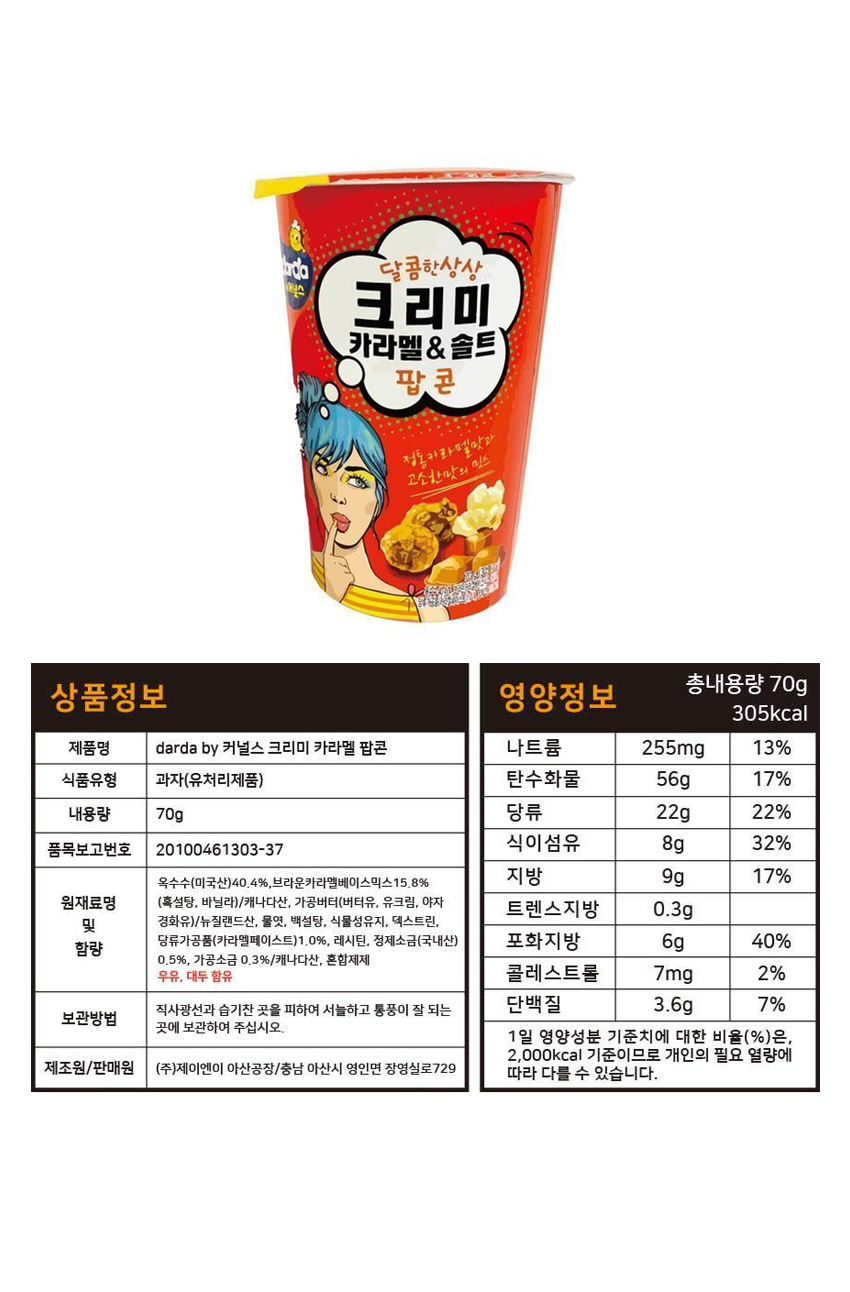 darda
커널스
달콤한상상
크리미
카라멜&솔트
팝콘
정통카라멜맛과
고소한맛의 믹스
상품정보
제품명 darda by 커널스 크리미 카라멜 팝콘
식품유형 과자(유처리제품)
내용량 70g
품목보고번호 20100461303-37
원재료명
및
함량
옥수수(미국산)40.4%,브라운카라멜베이스믹스15.8%
(흑설탕, 바닐라)/캐나다산, 가공버터(버터유, 유크림, 야자
경화유)/뉴질랜드산, 물엿, 백설탕, 식물성유지, 덱스트린,
당류가공품(카라멜페이스트)1.0%, 레시틴, 정제소금(국내산)
0.5%, 가공소금 0.3%/캐나다산, 혼합제제
우유, 대두 함유
보관방법
직사광선과 습기찬 곳을 피하여 서늘하고 통풍이 잘 되는
곳에 보관하여 주십시오.
제조원/판매원 (주)제이엔이 아산공장/충남 아산시 영인면 장영실로729
영양정보
총내용량 70g
305kcal
나트륨 255mg 13%
탄수화물 56g 17%
당류 22g 22%
식이섬유 8g 32%
지방 9g 17%
트렌스지방 0.3g
포화지방 6g 40%
콜레스트롤 7mg 2%
단백질 3.6g 7%
1일 영양성분 기준치에 대한 비율(%)은,
2,000kcal 기준이므로 개인의 필요 열량에
따라 다를 수 있습니다.